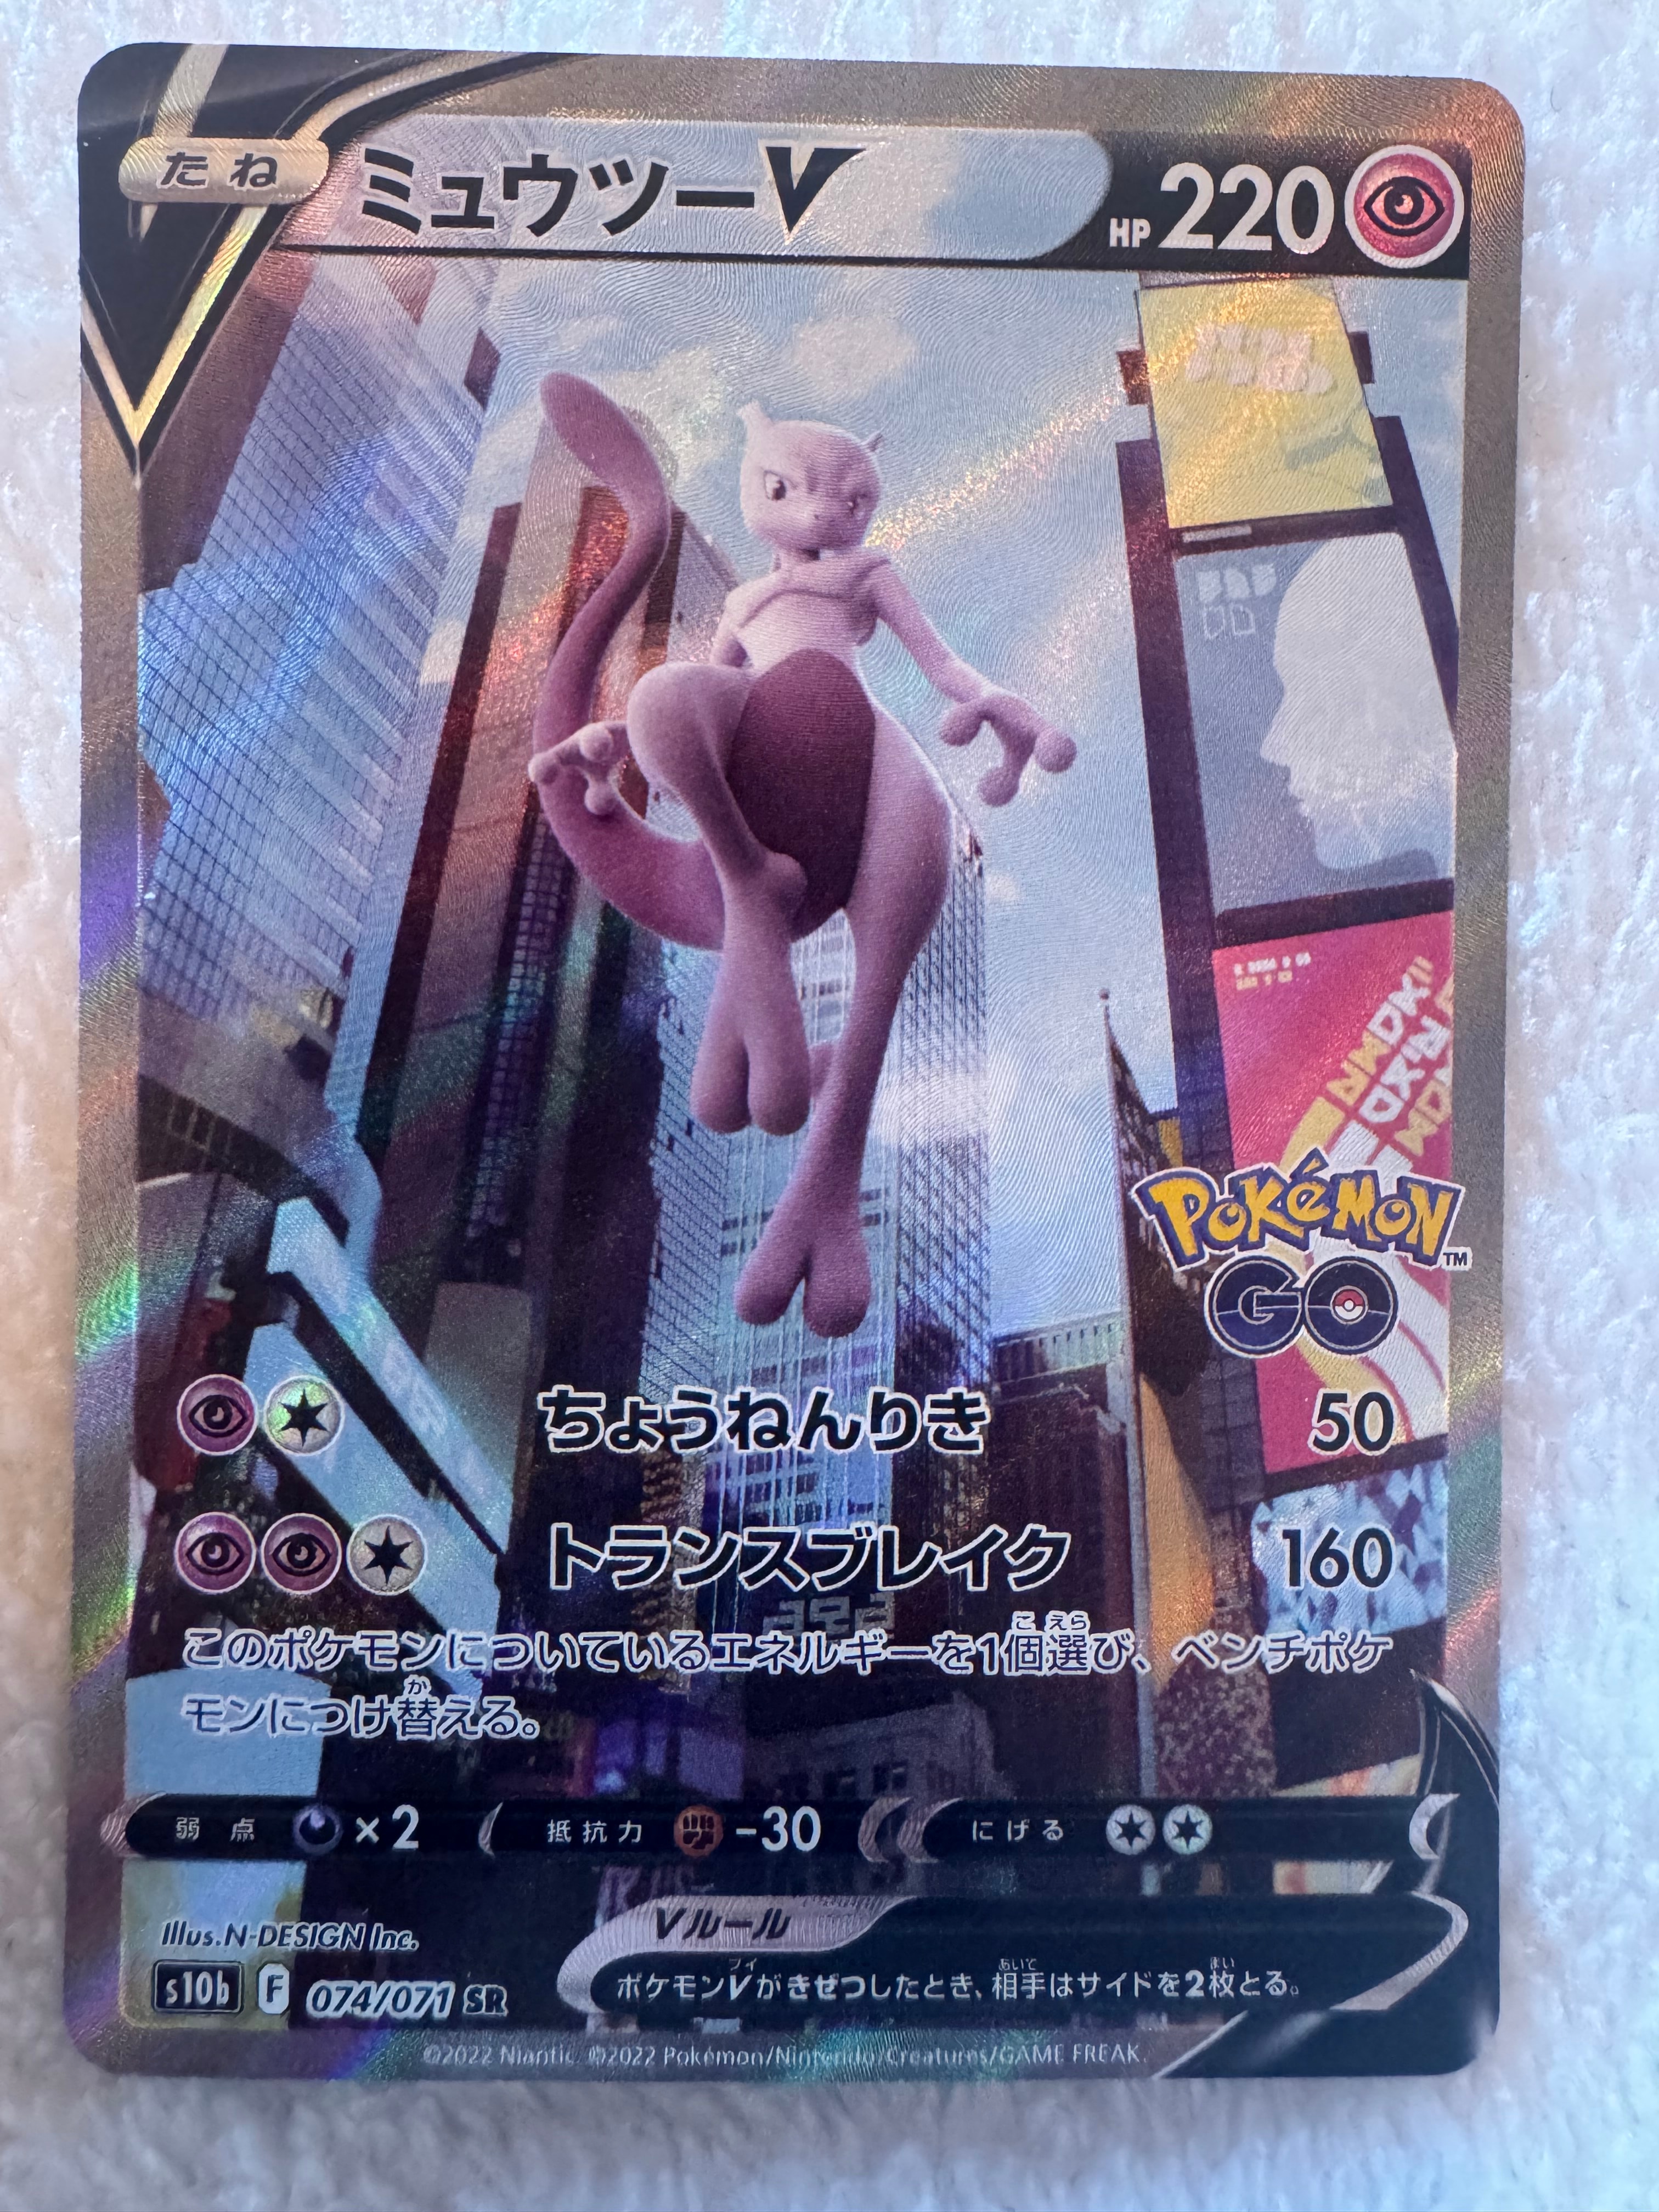 たね
ミュウツーV
HP 220
Pokémon GO™
ちょうねんりき 50
トランスブレイク 160
このポケモンについているエネルギーを1個選び、ベンチポケ
モンにつけ替える。
弱点 ×2 抵抗力 -30 にげる
Illus.N-DESIGN Inc.
Vルール
s10b F 074/071 SR
ポケモンVがきぜつしたとき、相手はサイドを2枚とる。
©2022 Niantic. ©2022 Pokémon/Nintendo/Creatures/GAME FREAK.